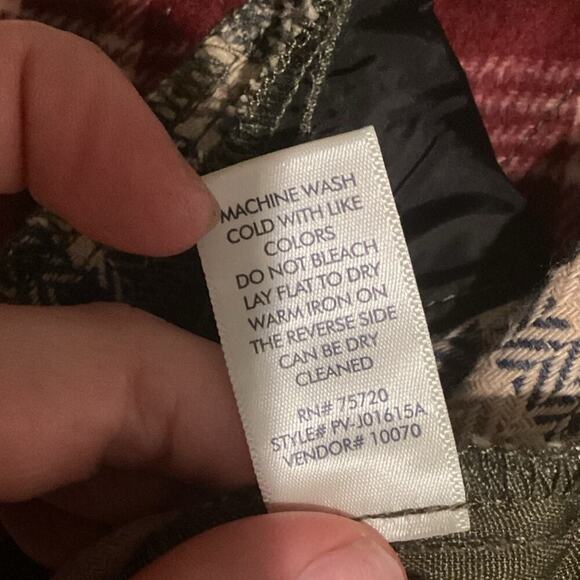 MACHINE WASH
COLD WITH LIKE
COLORS
DO NOT BLEACH
LAY FLAT TO DRY
WARM IRON ON
THE REVERSE SIDE
CAN BE DRY
CLEANED
RN# 75720
STYLE# PV-J01615A
VENDOR# 10070